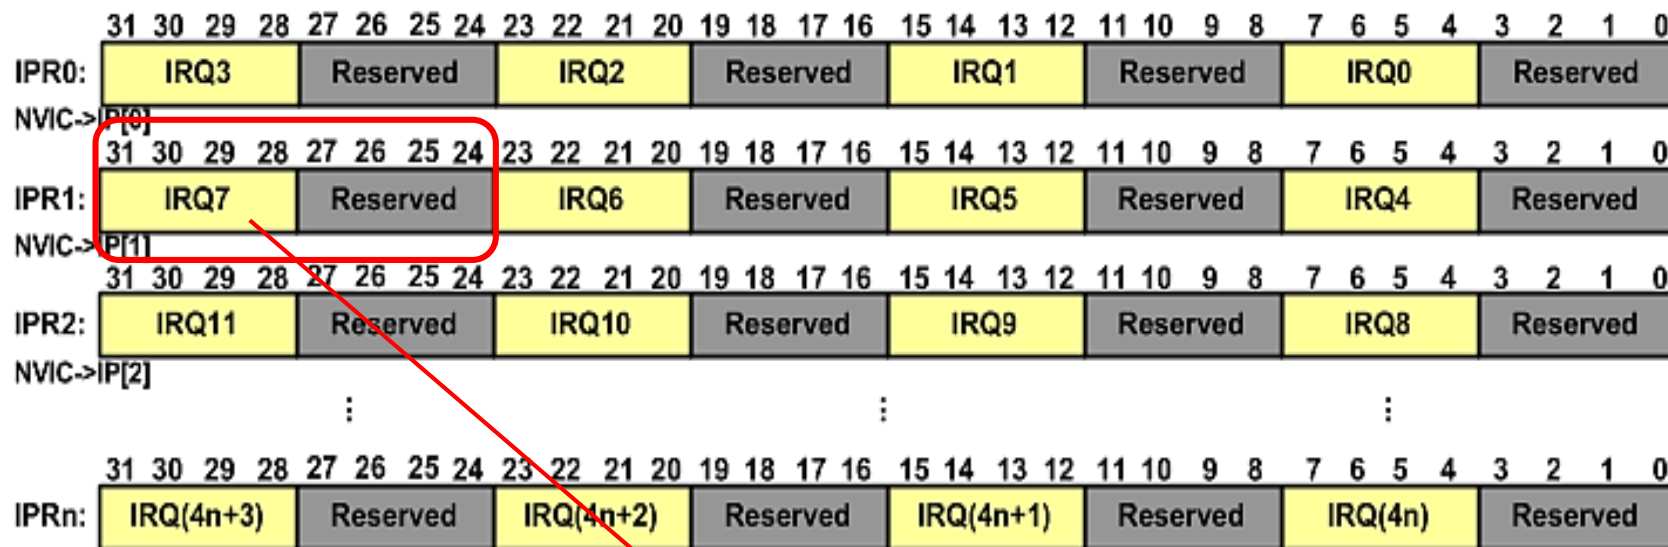 31 30 29 28 27 26 25 24 23 22 21 20 19 18 17 16 15 14 13 12 11 10 9 8 7 6 5 4 3 2 1 0
IPR0: IRQ3 Reserved IRQ2 Reserved IRQ1 Reserved IRQ0 Reserved
NVIC->IP[0]
31 30 29 28 27 26 25 24 23 22 21 20 19 18 17 16 15 14 13 12 11 10 9 8 7 6 5 4 3 2 1 0
IPR1: IRQ7 Reserved IRQ6 Reserved IRQ5 Reserved IRQ4 Reserved
NVIC->IP[1]
31 30 29 28 27 26 25 24 23 22 21 20 19 18 17 16 15 14 13 12 11 10 9 8 7 6 5 4 3 2 1 0
IPR2: IRQ11 Reserved IRQ10 Reserved IRQ9 Reserved IRQ8 Reserved
NVIC->IP[2]
⋮ ⋮ ⋮
31 30 29 28 27 26 25 24 23 22 21 20 19 18 17 16 15 14 13 12 11 10 9 8 7 6 5 4 3 2 1 0
IPRn: IRQ(4n+3) Reserved IRQ(4n+2) Reserved IRQ(4n+1) Reserved IRQ(4n) Reserved